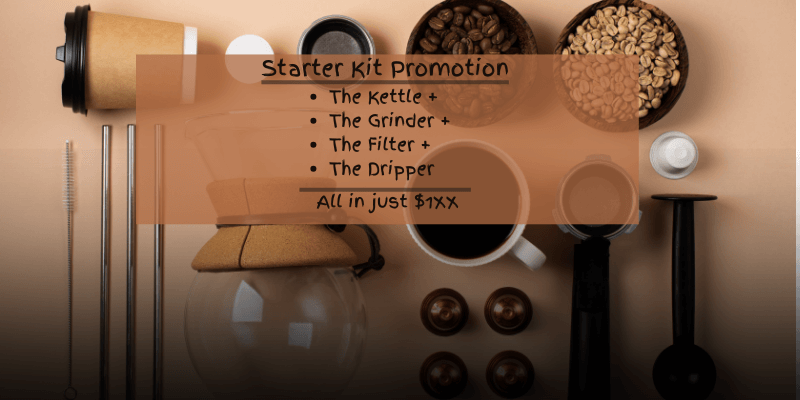 Starter Kit Promotion
• The Kettle +
• The Grinder +
• The Filter +
• The Dripper
All in just $1XX